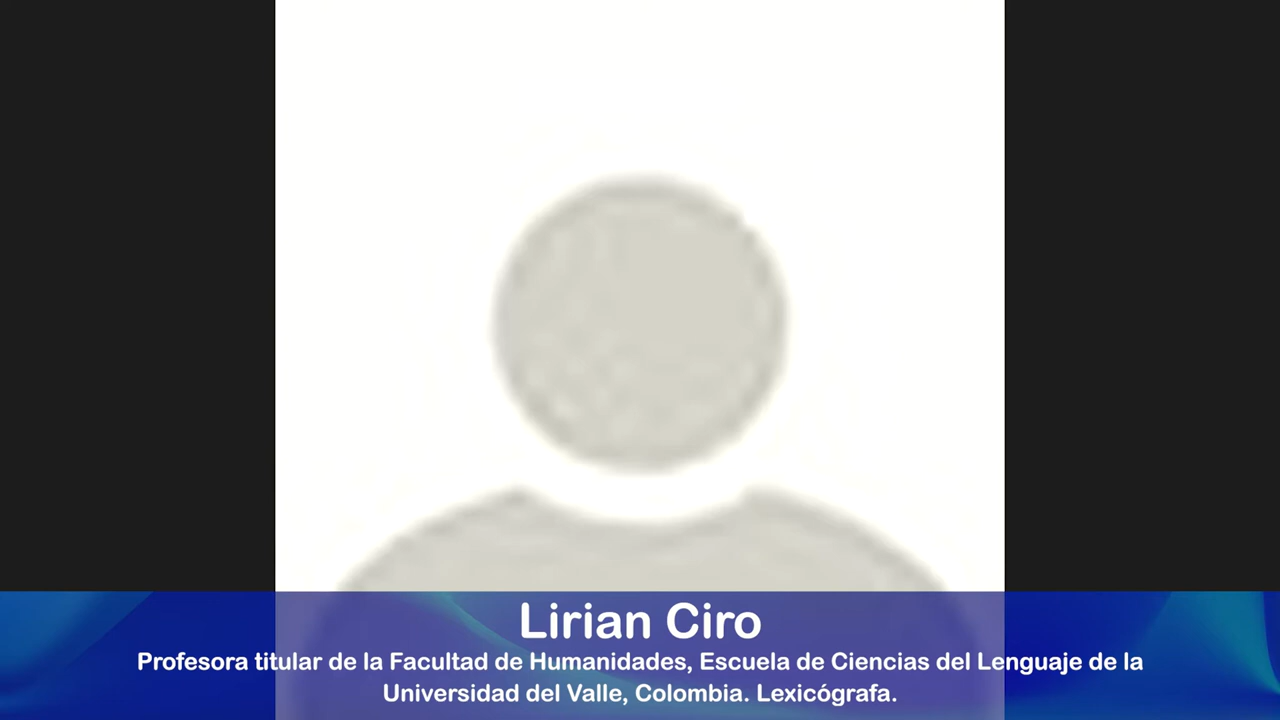 Lirian Ciro
Profesora titular de la Facultad de Humanidades, Escuela de Ciencias del Lenguaje de la
Universidad del Valle, Colombia. Lexicógrafa.